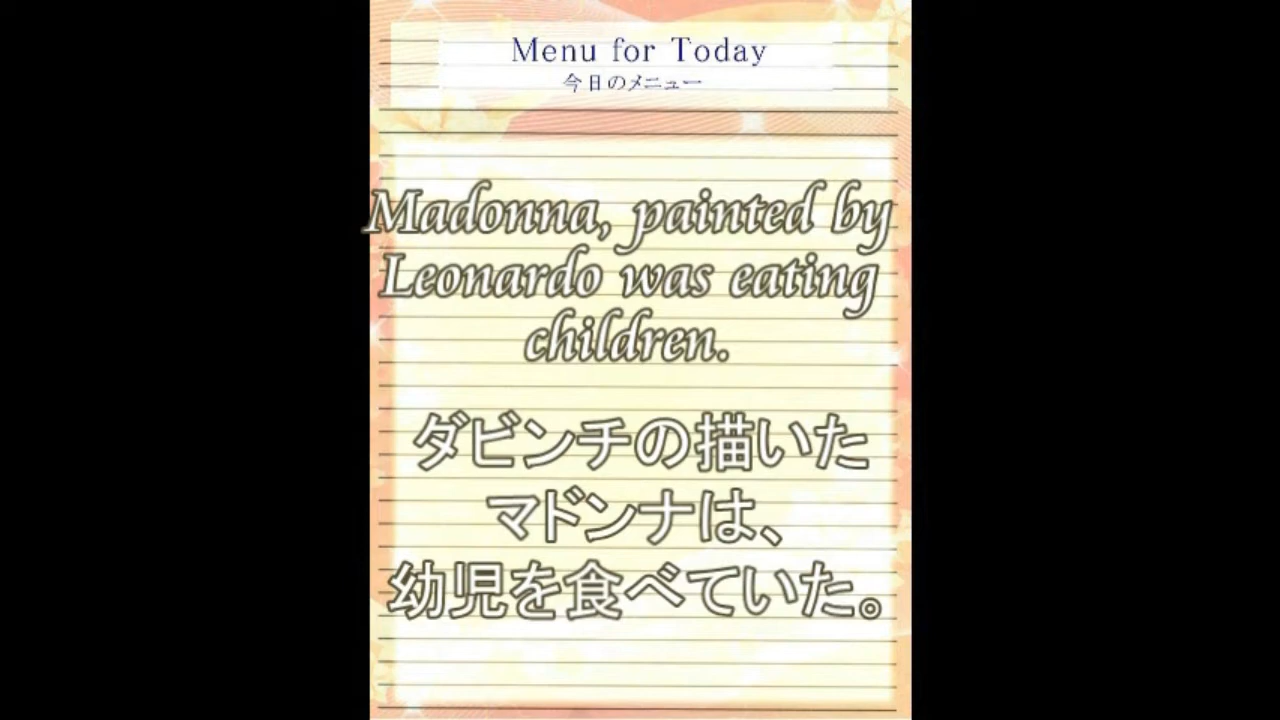 Menu for Today
今日のメニュー
Madonna, painted by
Leonardo was eating
children.
ダビンチの描いた
マドンナは、
幼児を食べていた。